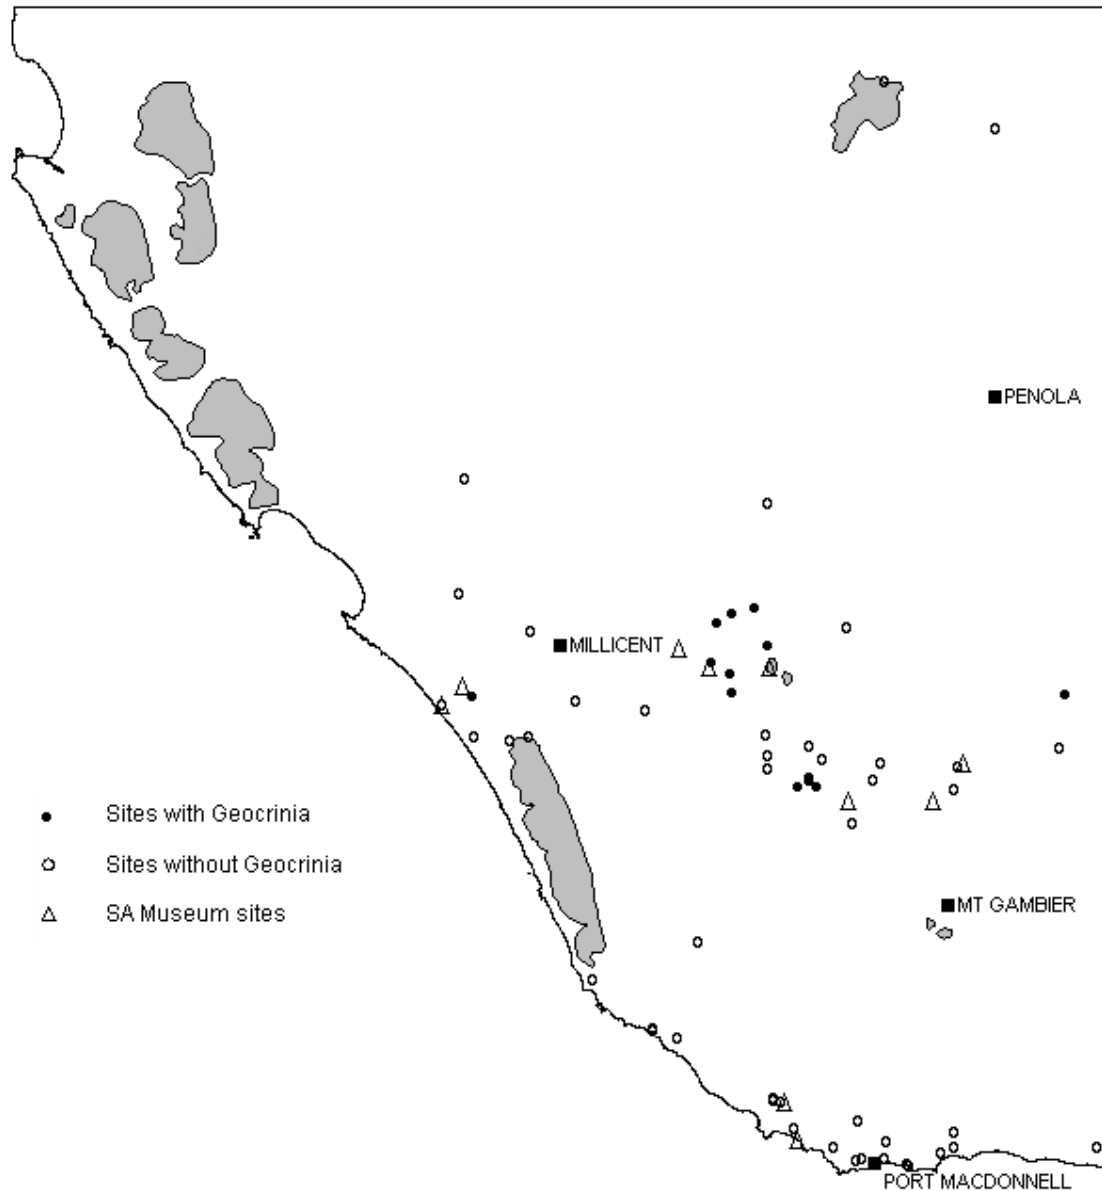 PENOLA
MILLICENT
Sites with Geocrinia
Sites without Geocrinia
SA Museum sites
MT GAMBIER
PORT MACDONNELL